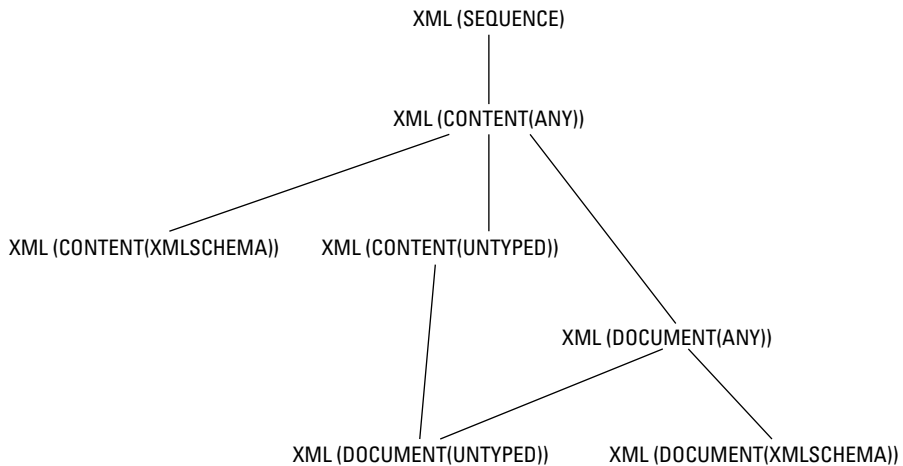 XML (SEQUENCE)
XML (CONTENT(ANY))
XML (CONTENT(XMLSCHEMA))
XML (CONTENT(UNTYPED))
XML (DOCUMENT(ANY))
XML (DOCUMENT(UNTYPED))
XML (DOCUMENT(XMLSCHEMA))